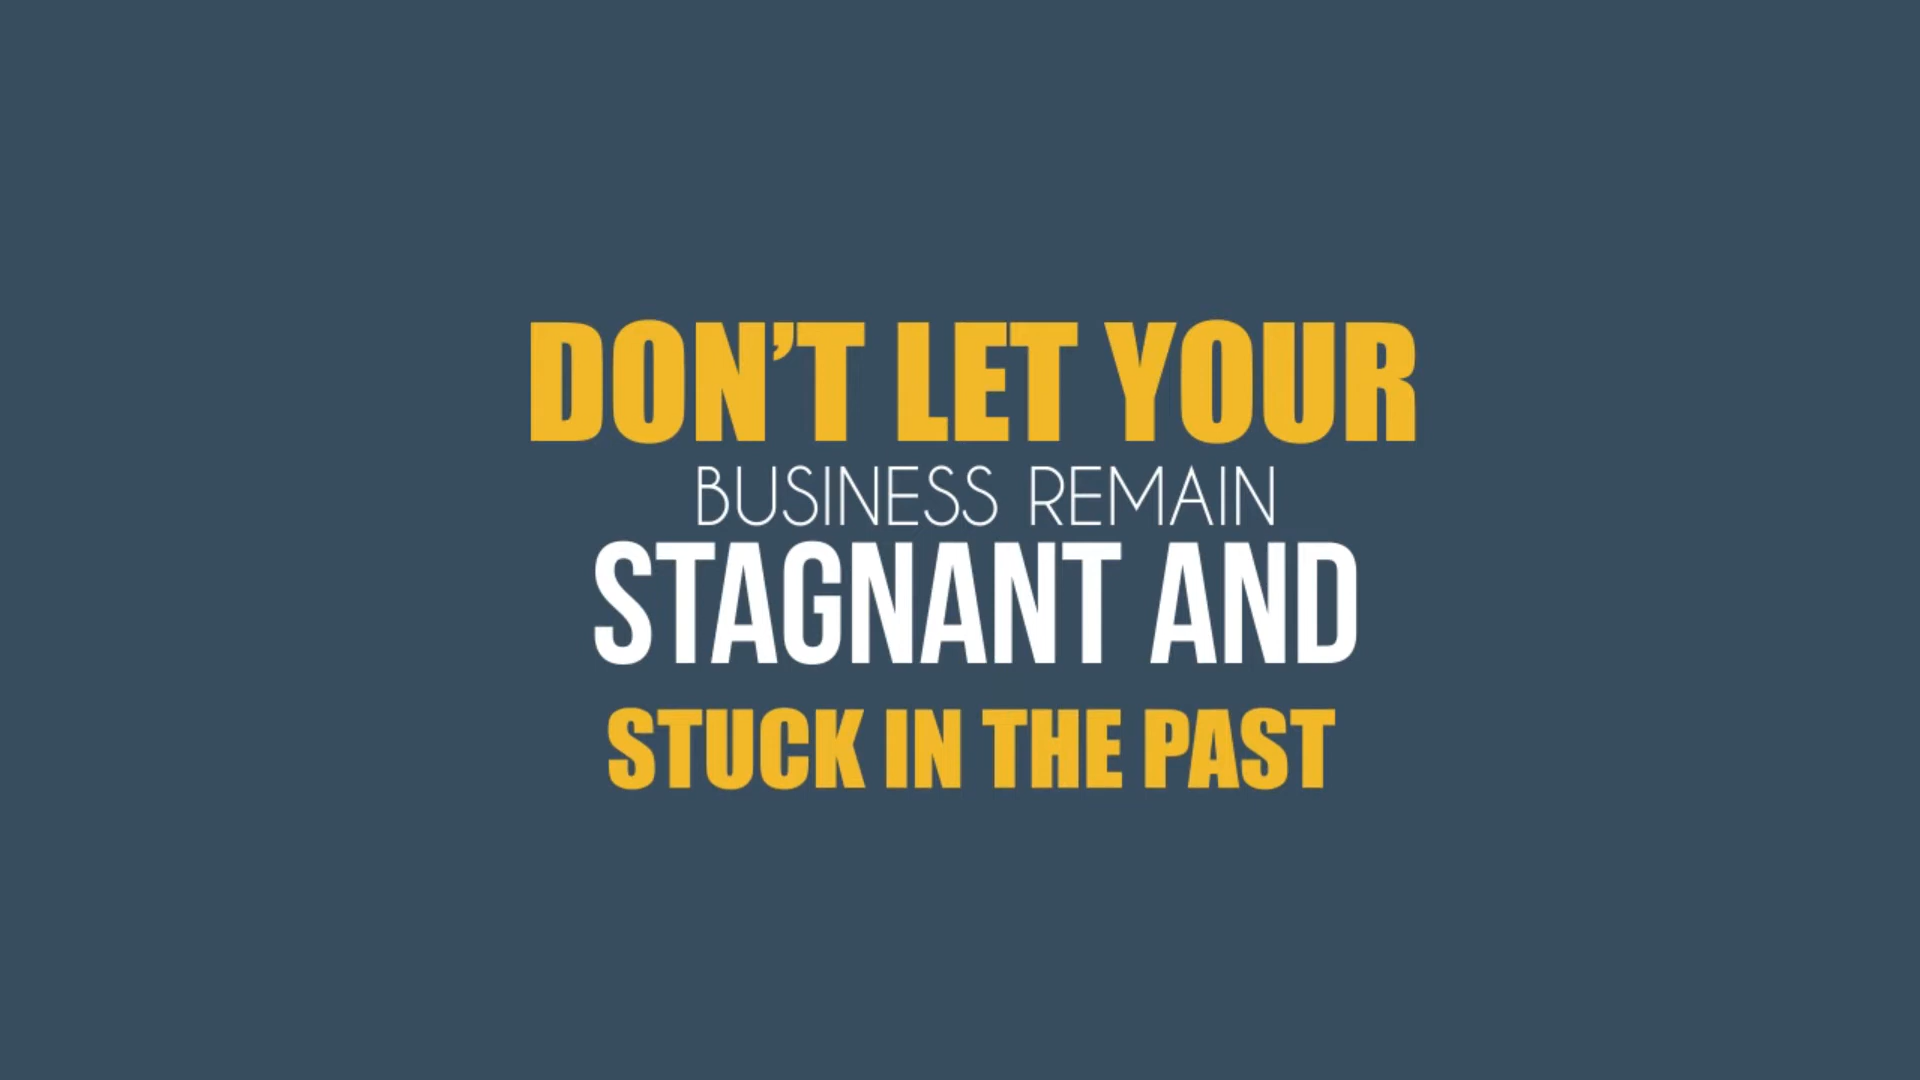 DON’T LET YOUR
BUSINESS REMAIN
STAGNANT AND
STUCK IN THE PAST